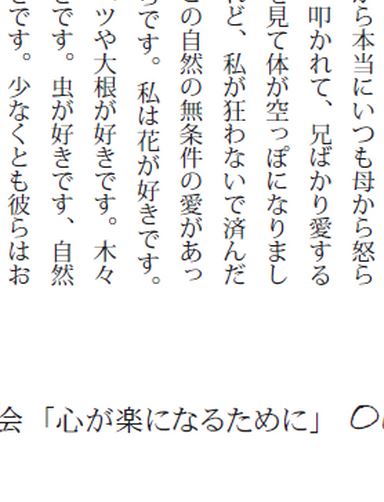 ら本当にいつも母から怒ら
叩かれて、兄ばかり愛する
見て体が空っぽになりまし
ど、私が狂わないで済んだ
の自然の無条件の愛があっ
です。私は花が好きです。
ツや大根が好きです。木々
です。虫が好きです、自然
です。少なくとも彼らはお
会「心が楽になるために」